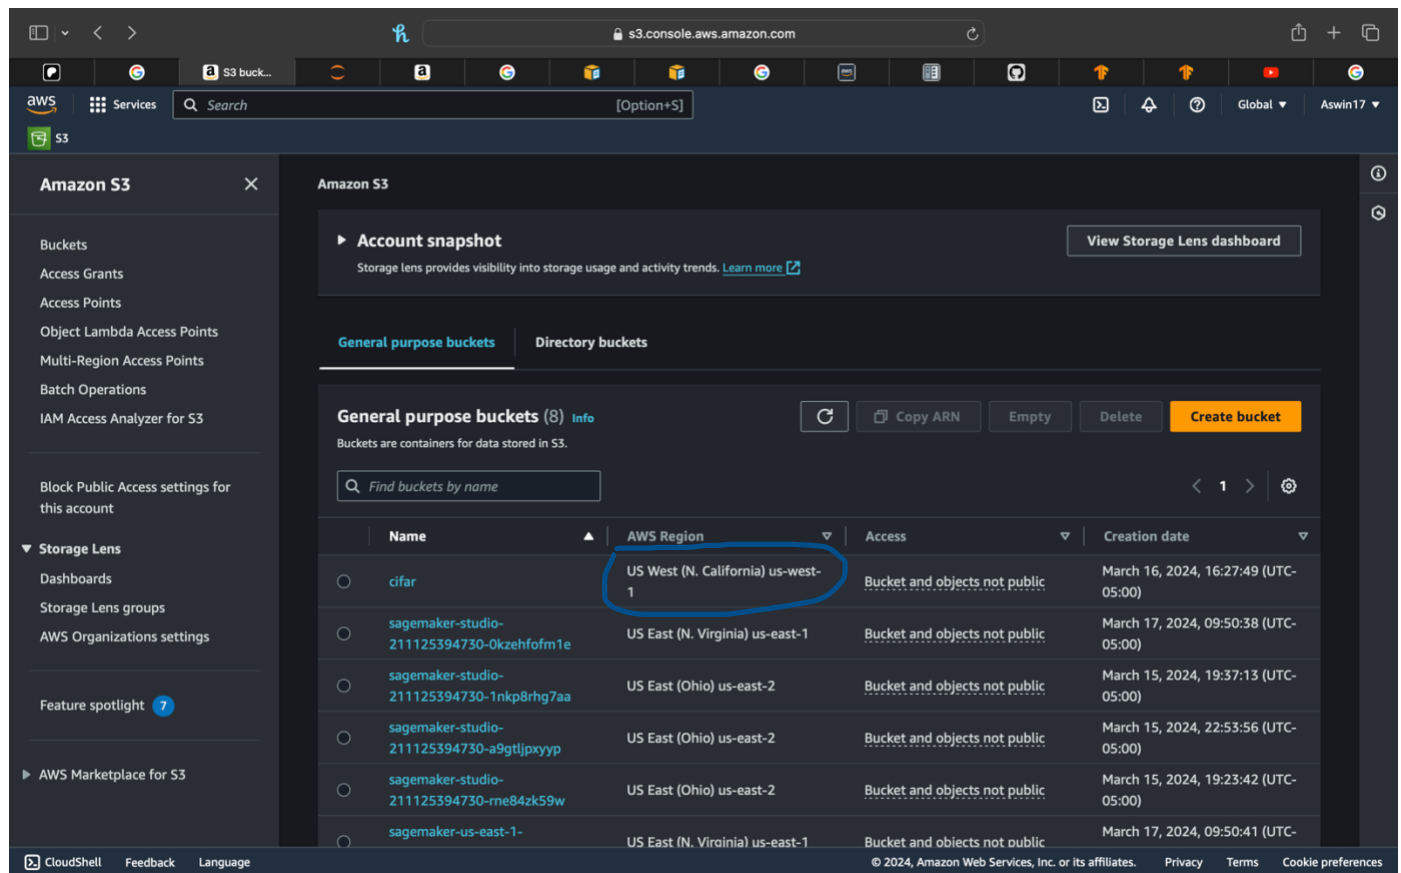 s3.console.aws.amazon.com
S3 buck...
aws
Services
Search
[Option+S]
Global
Aswin17
S3
Amazon S3
Buckets
Access Grants
Access Points
Object Lambda Access Points
Multi-Region Access Points
Batch Operations
IAM Access Analyzer for S3
Block Public Access settings for
this account
Storage Lens
Dashboards
Storage Lens groups
AWS Organizations settings
Feature spotlight 7
AWS Marketplace for S3
Amazon S3
Account snapshot
View Storage Lens dashboard
Storage lens provides visibility into storage usage and activity trends. Learn more
General purpose buckets
Directory buckets
General purpose buckets (8) Info
Buckets are containers for data stored in S3.
Copy ARN
Empty
Delete
Create bucket
Find buckets by name
1
Name
AWS Region
Access
Creation date
cifar
US West (N. California) us-west-
1
Bucket and objects not public
March 16, 2024, 16:27:49 (UTC-
05:00)
sagemaker-studio-
211125394730-0kzehfofm1e
US East (N. Virginia) us-east-1
Bucket and objects not public
March 17, 2024, 09:50:38 (UTC-
05:00)
sagemaker-studio-
211125394730-1nkp8rhg7aa
US East (Ohio) us-east-2
Bucket and objects not public
March 15, 2024, 19:37:13 (UTC-
05:00)
sagemaker-studio-
211125394730-a9gtljpxyyp
US East (Ohio) us-east-2
Bucket and objects not public
March 15, 2024, 22:53:56 (UTC-
05:00)
sagemaker-studio-
211125394730-rne84zk59w
US East (Ohio) us-east-2
Bucket and objects not public
March 15, 2024, 19:23:42 (UTC-
05:00)
sagemaker-us-east-1-
US East (N. Virginia) us-east-1
Bucket and objects not public
March 17, 2024, 09:50:41 (UTC-
CloudShell
Feedback
Language
© 2024, Amazon Web Services, Inc. or its affiliates.
Privacy
Terms
Cookie preferences